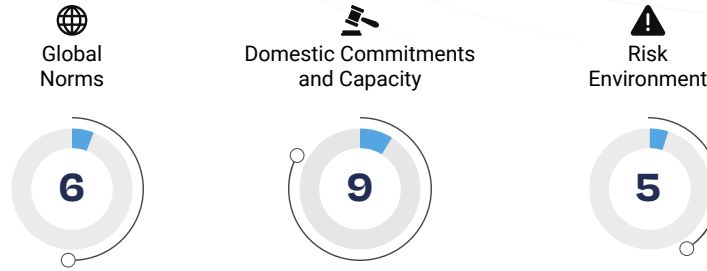 Global
Norms
6
Domestic Commitments
and Capacity
9
Risk
Environment
5